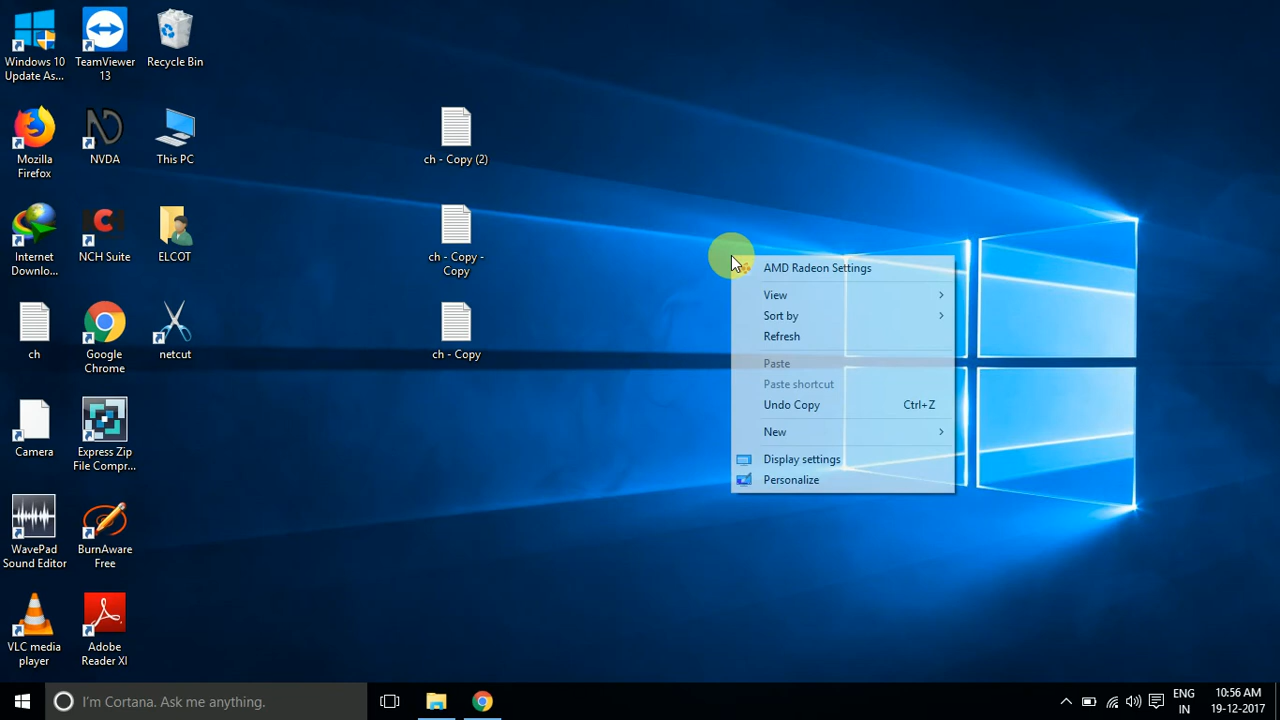 Windows 10
Update As...
TeamViewer
13
Recycle Bin
Mozilla
Firefox
NVDA
This PC
ch - Copy (2)
Internet
Downlo...
NCH Suite
ELCOT
ch - Copy -
Copy
ch
Google
Chrome
netcut
ch - Copy
Camera
Express Zip
File Compr...
WavePad
Sound Editor
BurnAware
Free
VLC media
player
Adobe
Reader XI
AMD Radeon Settings
View
Sort by
Refresh
Paste
Paste shortcut
Undo Copy Ctrl+Z
New
Display settings
Personalize
I'm Cortana. Ask me anything.
ENG
IN
10:56 AM
19-12-2017